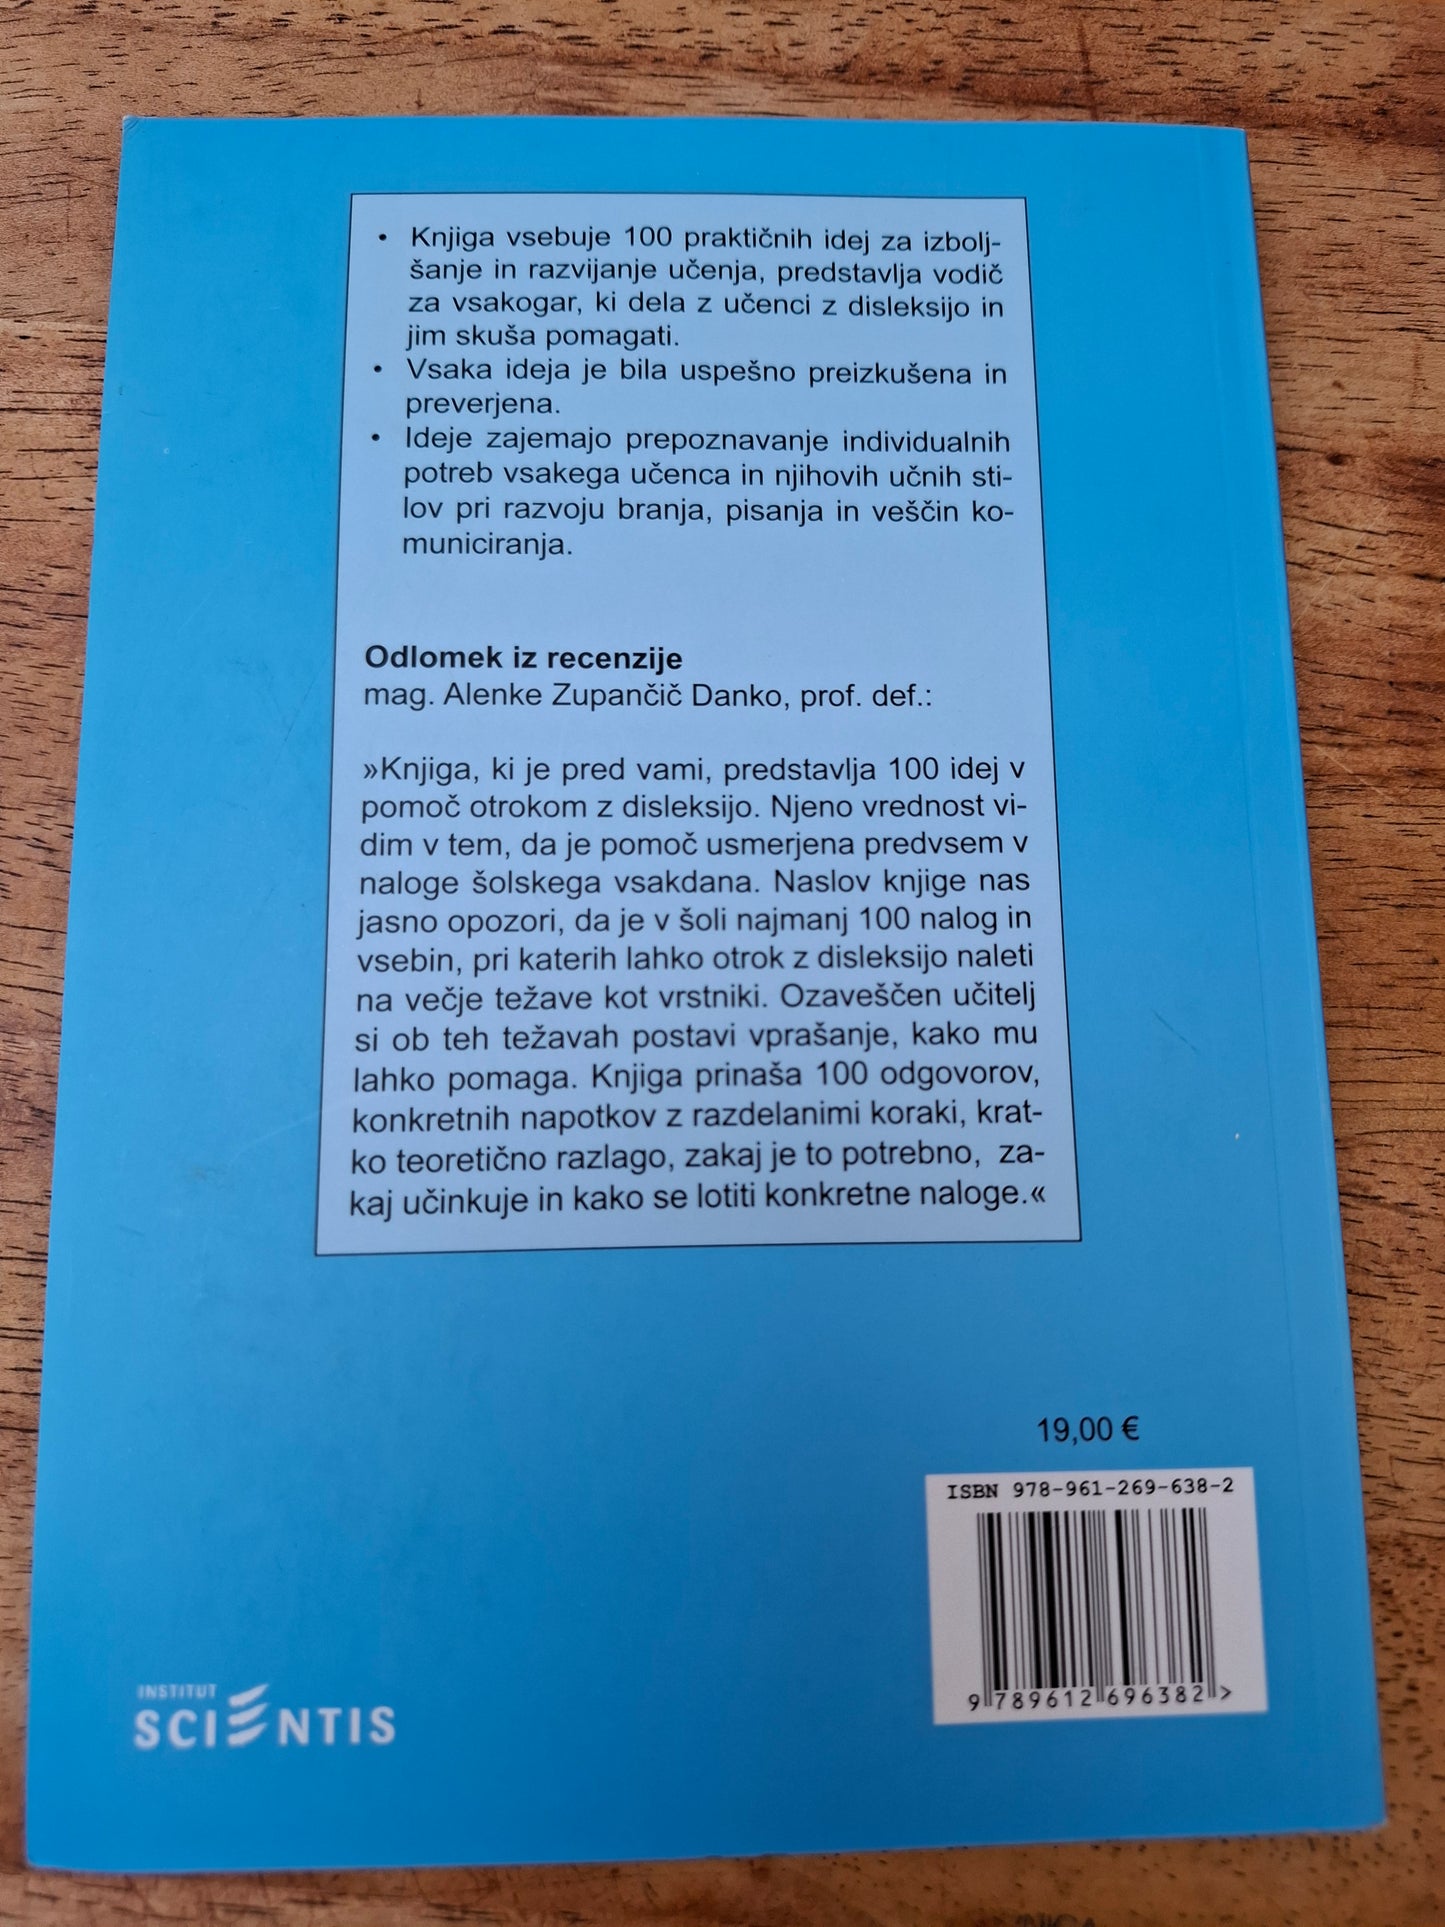 • Knjiga vsebuje 100 praktičnih idej za izbolj-
šanje in razvijanje učenja, predstavlja vodič
za vsakogar, ki dela z učenci z disleksijo in
jim skuša pomagati.
• Vsaka ideja je bila uspešno preizkušena in
preverjena.
• Ideje zajemajo prepoznavanje individualnih
potreb vsakega učenca in njihovih učnih sti-
lov pri razvoju branja, pisanja in veščin ko-
municiranja.
Odlomek iz recenzije
mag. Alenke Zupančič Danko, prof. def.:
»Knjiga, ki je pred vami, predstavlja 100 idej v
pomoč otrokom z disleksijo. Njeno vrednost vi-
dim v tem, da je pomoč usmerjena predvsem v
naloge šolskega vsakdana. Naslov knjige nas
jasno opozori, da je v šoli najmanj 100 nalog in
vsebin, pri katerih lahko otrok z disleksijo naleti
na večje težave kot vrstniki. Ozaveščen učitelj
si ob teh težavah postavi vprašanje, kako mu
lahko pomaga. Knjiga prinaša 100 odgovorov,
konkretnih napotkov z razdelanimi koraki, krat-
ko teoretično razlago, zakaj je to potrebno, za-
kaj učinkuje in kako se lotiti konkretne naloge.«
19,00 €
ISBN 978-961-269-638-2
9 789612 696382 >
INSTITUT
SCIENTIS